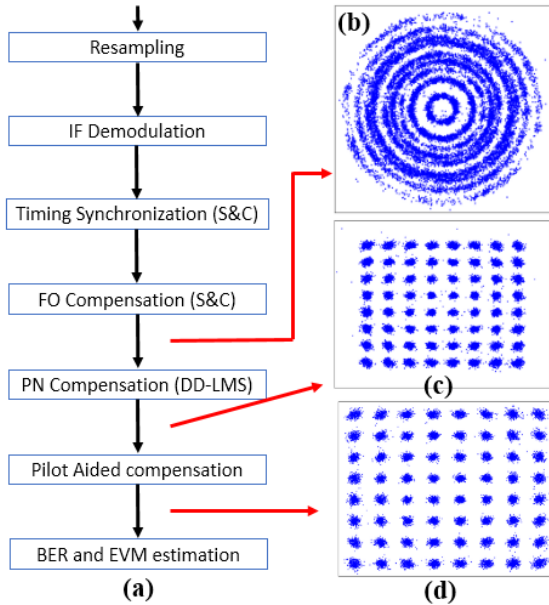 Resampling
IF Demodulation
Timing Synchronization (S&C)
FO Compensation (S&C)
PN Compensation (DD-LMS)
Pilot Aided compensation
BER and EVM estimation
(a)
(b)
(c)
(d)